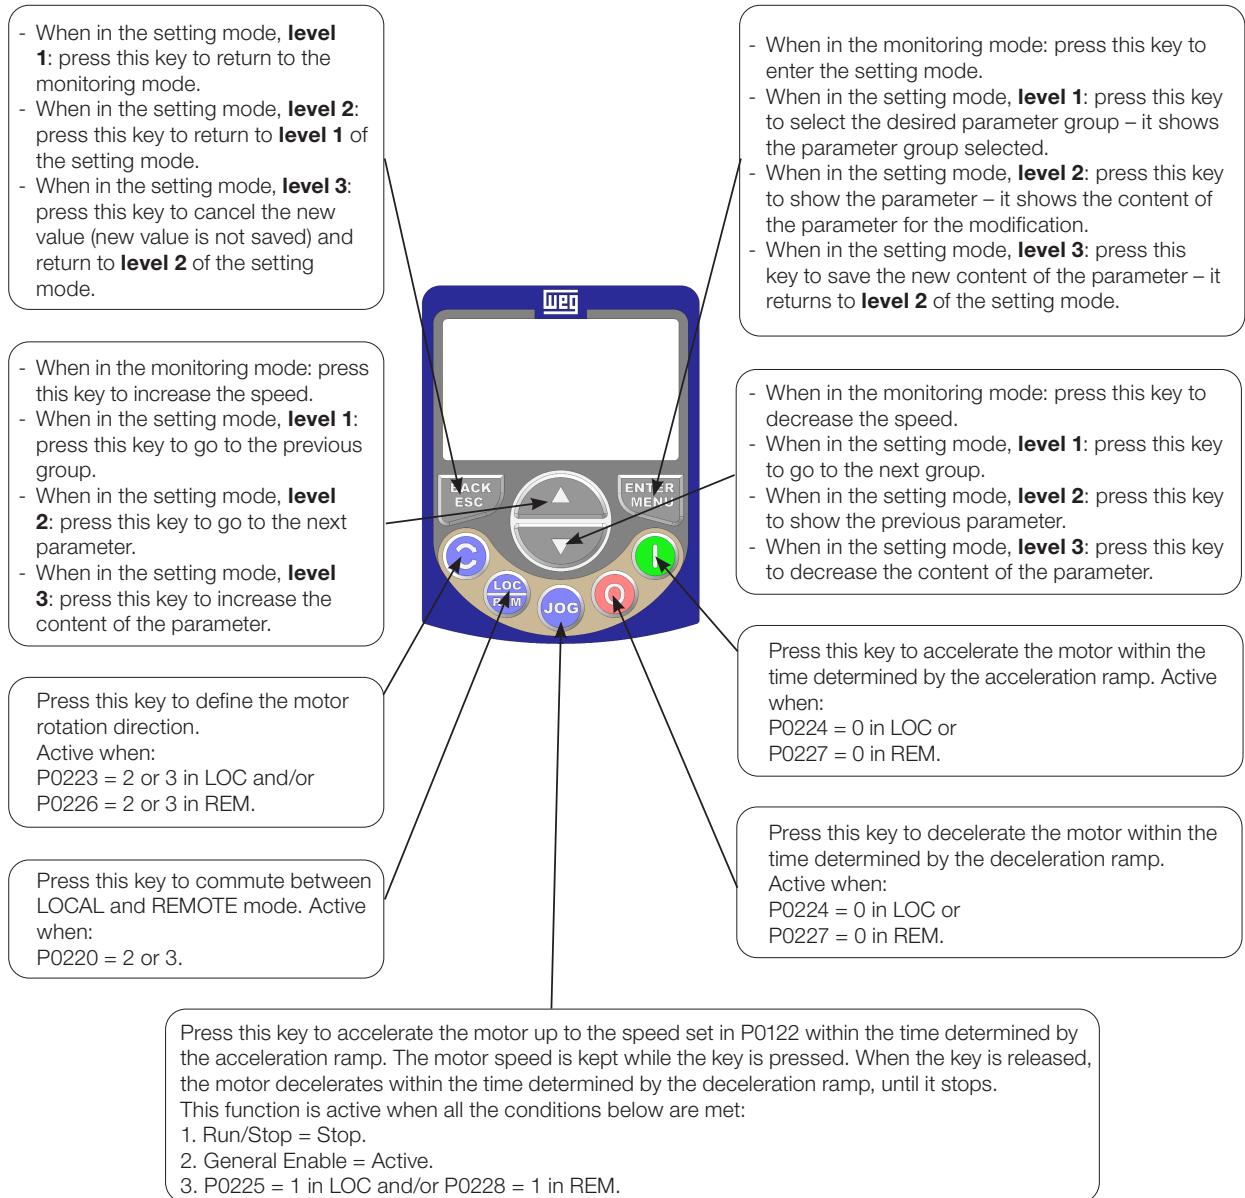 - When in the setting mode, level
1: press this key to return to the
monitoring mode.
- When in the setting mode, level 2:
press this key to return to level 1 of
the setting mode.
- When in the setting mode, level 3:
press this key to cancel the new
value (new value is not saved) and
return to level 2 of the setting
mode.
- When in the monitoring mode: press this key to
enter the setting mode.
- When in the setting mode, level 1: press this key
to select the desired parameter group – it shows
the parameter group selected.
- When in the setting mode, level 2: press this key
to show the parameter – it shows the content of
the parameter for the modification.
- When in the setting mode, level 3: press this
key to save the new content of the parameter – it
returns to level 2 of the setting mode.
- When in the monitoring mode: press
this key to increase the speed.
- When in the setting mode, level 1:
press this key to go to the previous
group.
- When in the setting mode, level
2: press this key to go to the next
parameter.
- When in the setting mode, level
3: press this key to increase the
content of the parameter.
- When in the monitoring mode: press this key to
decrease the speed.
- When in the setting mode, level 1: press this key
to go to the next group.
- When in the setting mode, level 2: press this key
to show the previous parameter.
- When in the setting mode, level 3: press this key
to decrease the content of the parameter.
weg
BACK
ESC
ENTER
MENU
LOC
REM
JOG
Press this key to define the motor
rotation direction.
Active when:
P0223 = 2 or 3 in LOC and/or
P0226 = 2 or 3 in REM.
Press this key to accelerate the motor within the
time determined by the acceleration ramp. Active
when:
P0224 = 0 in LOC or
P0227 = 0 in REM.
Press this key to commute between
LOCAL and REMOTE mode. Active
when:
P0220 = 2 or 3.
Press this key to decelerate the motor within the
time determined by the deceleration ramp.
Active when:
P0224 = 0 in LOC or
P0227 = 0 in REM.
Press this key to accelerate the motor up to the speed set in P0122 within the time determined by
the acceleration ramp. The motor speed is kept while the key is pressed. When the key is released,
the motor decelerates within the time determined by the deceleration ramp, until it stops.
This function is active when all the conditions below are met:
1. Run/Stop = Stop.
2. General Enable = Active.
3. P0225 = 1 in LOC and/or P0228 = 1 in REM.